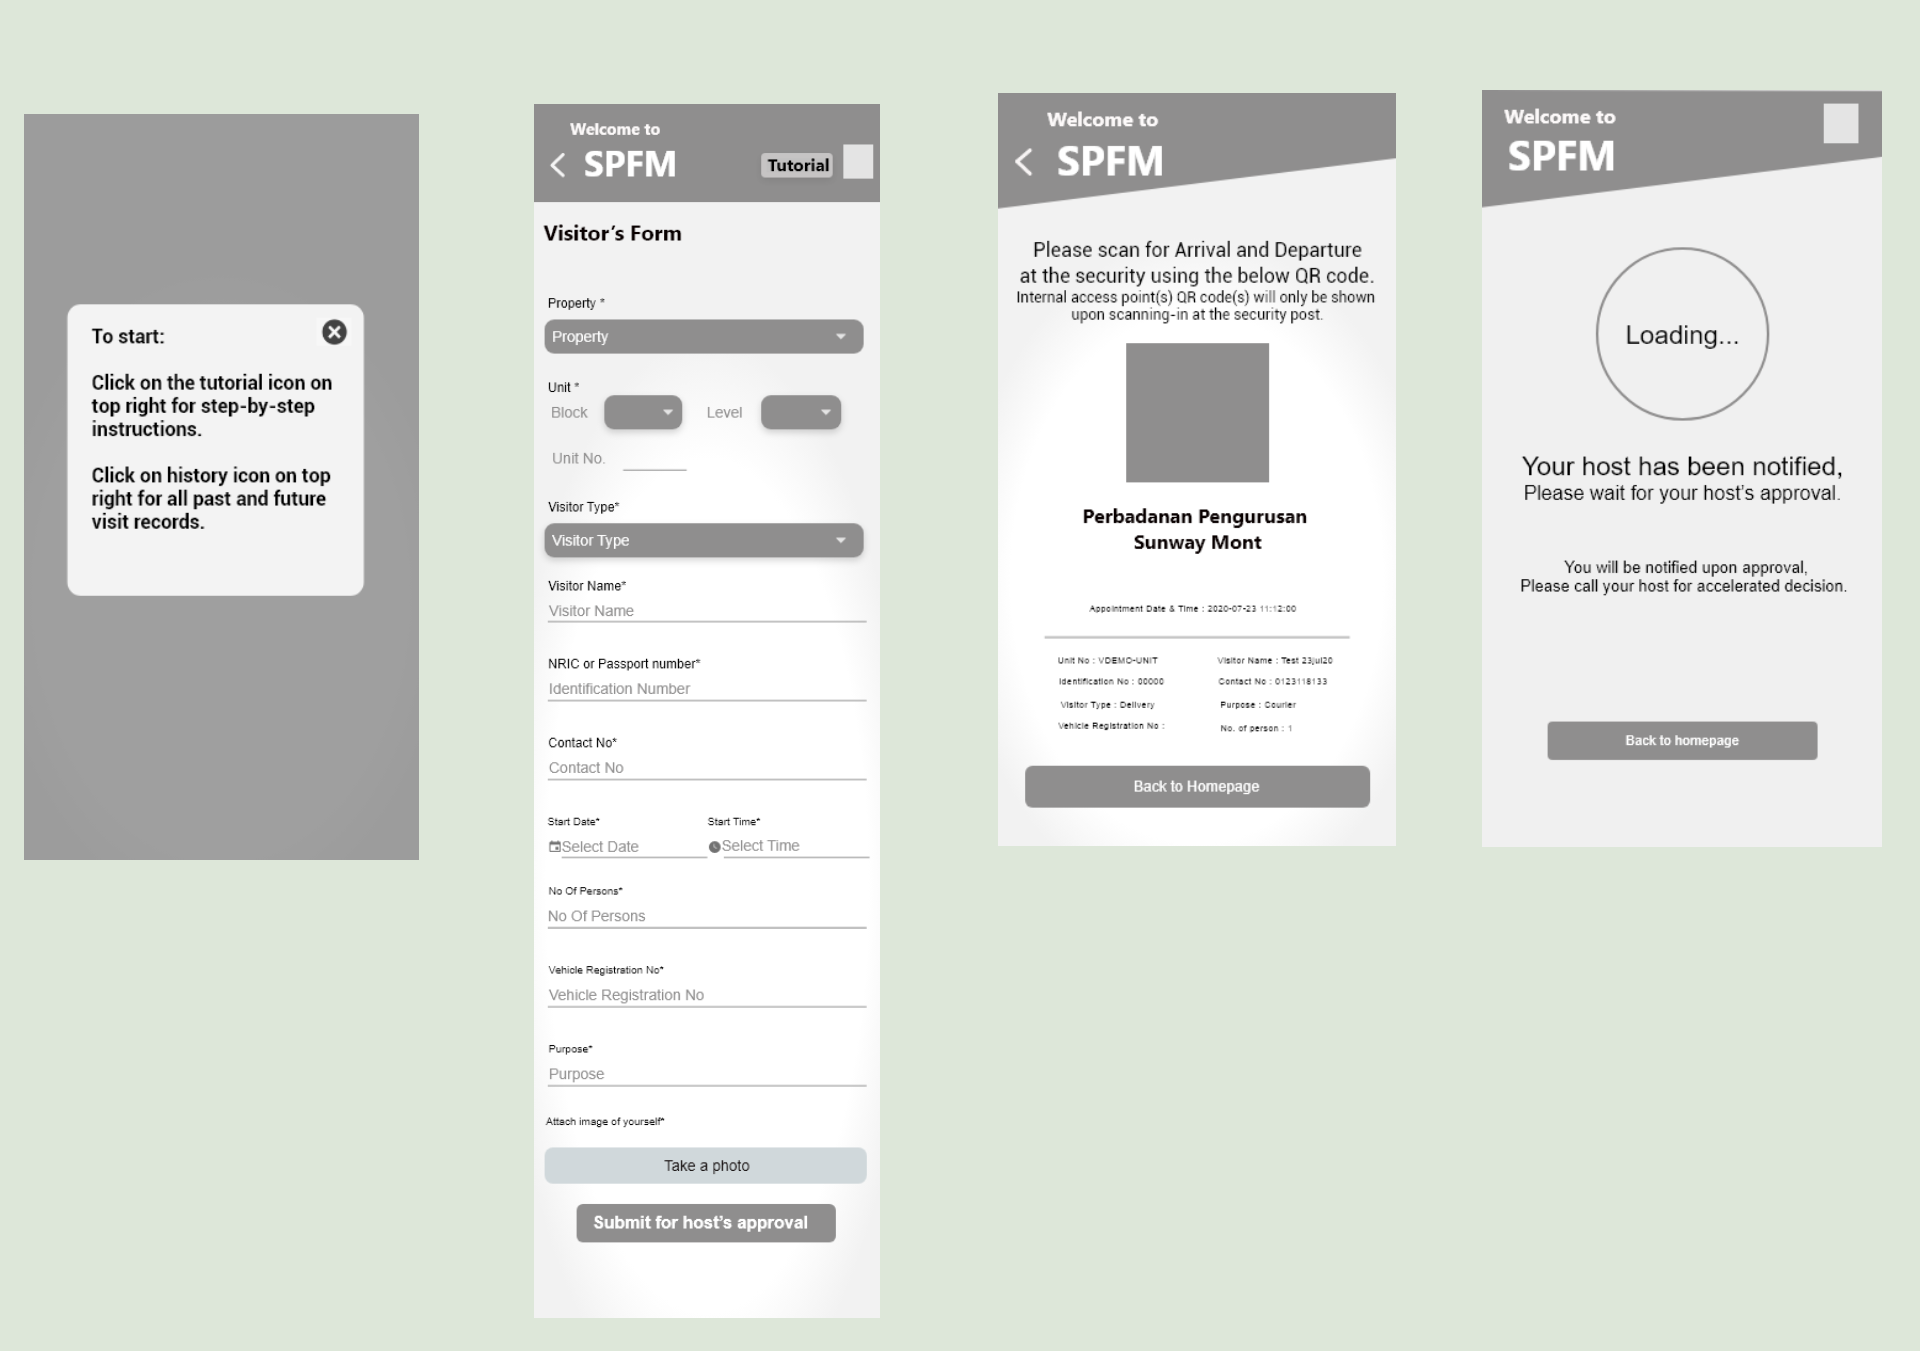 To start:
Click on the tutorial icon on
top right for step-by-step
instructions.
Click on history icon on top
right for all past and future
visit records.
Welcome to
SPFM
Tutorial
Visitor's Form
Property *
Property
Unit *
Block
Level
Unit No.
Visitor Type*
Visitor Type
Visitor Name*
Visitor Name
NRIC or Passport number*
Identification Number
Contact No*
Contact No
Start Date*
Start Time*
Select Date
Select Time
No Of Persons*
No Of Persons
Vehicle Registration No*
Vehicle Registration No
Purpose*
Purpose
Attach image of yourself*
Take a photo
Submit for host's approval
Welcome to
SPFM
Please scan for Arrival and Departure
at the security using the below QR code.
Internal access point(s) QR code(s) will only be shown
upon scanning-in at the security post.
Perbadanan Pengurusan
Sunway Mont
Appointment Date & Time : 2020-07-23 11:12:00
Unit No : VDEMO-UNIT
Visitor Name : Test 23jul20
Identification No : 00000
Contact No : 0123118133
Visitor Type : Delivery
Purpose : Courier
Vehicle Registration No :
No. of person : 1
Back to Homepage
Welcome to
SPFM
Loading...
Your host has been notified,
Please wait for your host's approval.
You will be notified upon approval,
Please call your host for accelerated decision.
Back to homepage